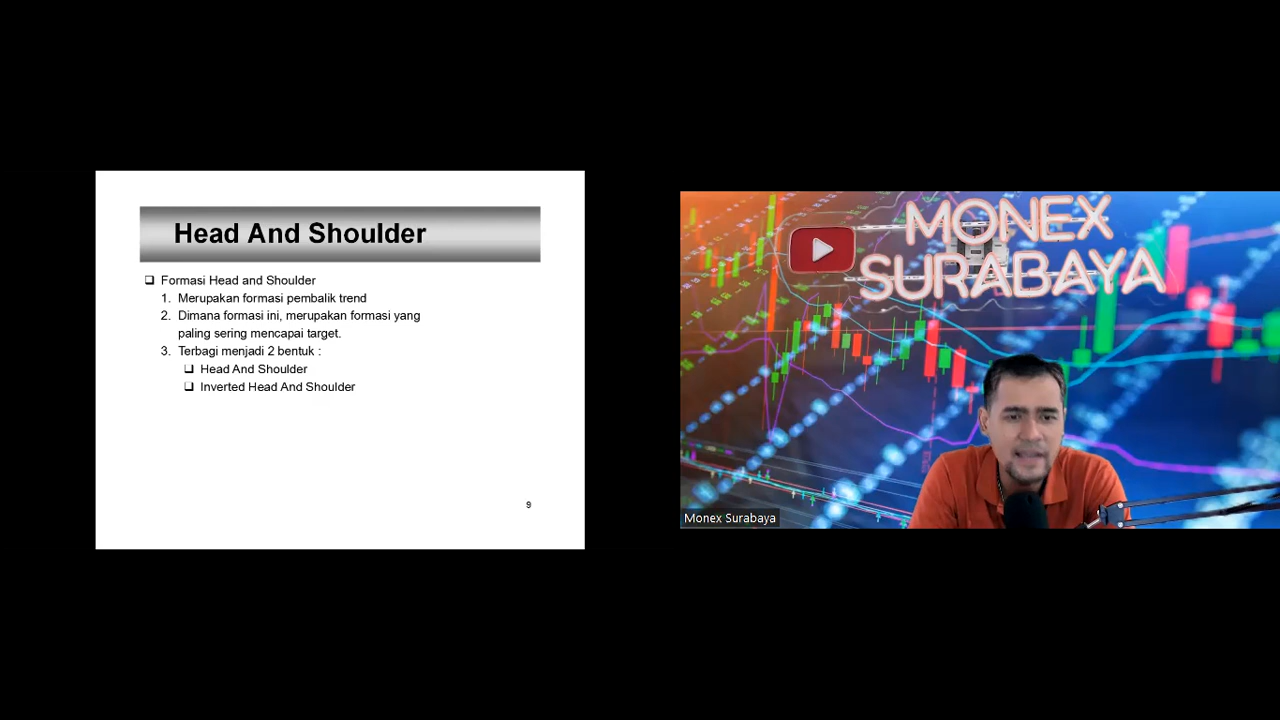 Head And Shoulder
❑ Formasi Head and Shoulder
1. Merupakan formasi pembalik trend
2. Dimana formasi ini, merupakan formasi yang
paling sering mencapai target.
3. Terbagi menjadi 2 bentuk :
❑ Head And Shoulder
❑ Inverted Head And Shoulder
9
MONEX
SURABAYA
Monex Surabaya